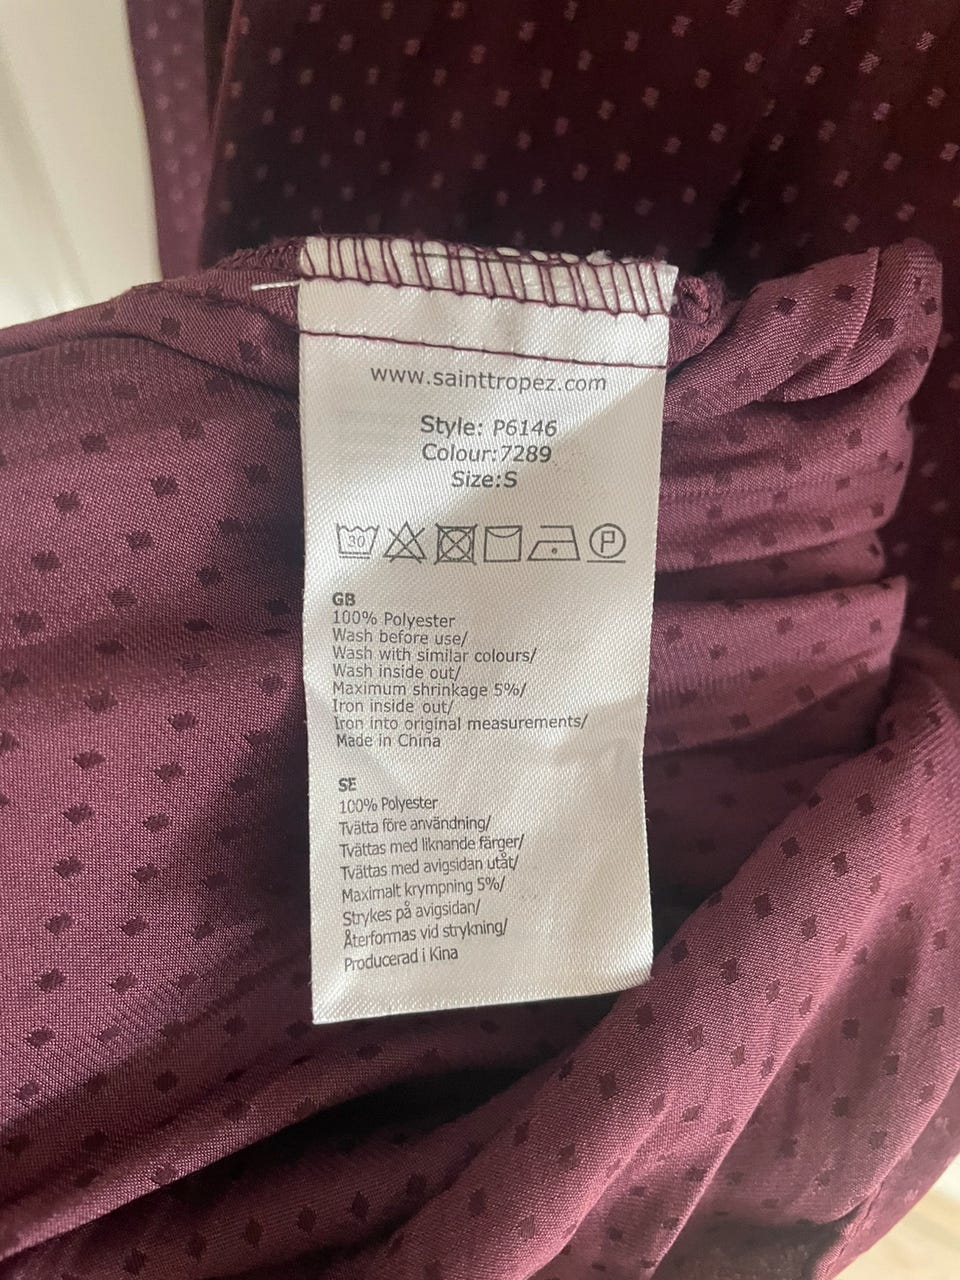 www.sainttropez.com
Style: P6146
Colour:7289
Size:S
30 P
GB
100% Polyester
Wash before use/
Wash with similar colours/
Wash inside out/
Maximum shrinkage 5%/
Iron inside out/
Iron into original measurements/
Made in China
SE
100% Polyester
Tvätta före användning/
Tvättas med liknande färger/
Tvättas med avigsidan utåt/
Maximalt krympning 5%/
Strykes på avigsidan/
Återformas vid strykning/
Producerad i Kina